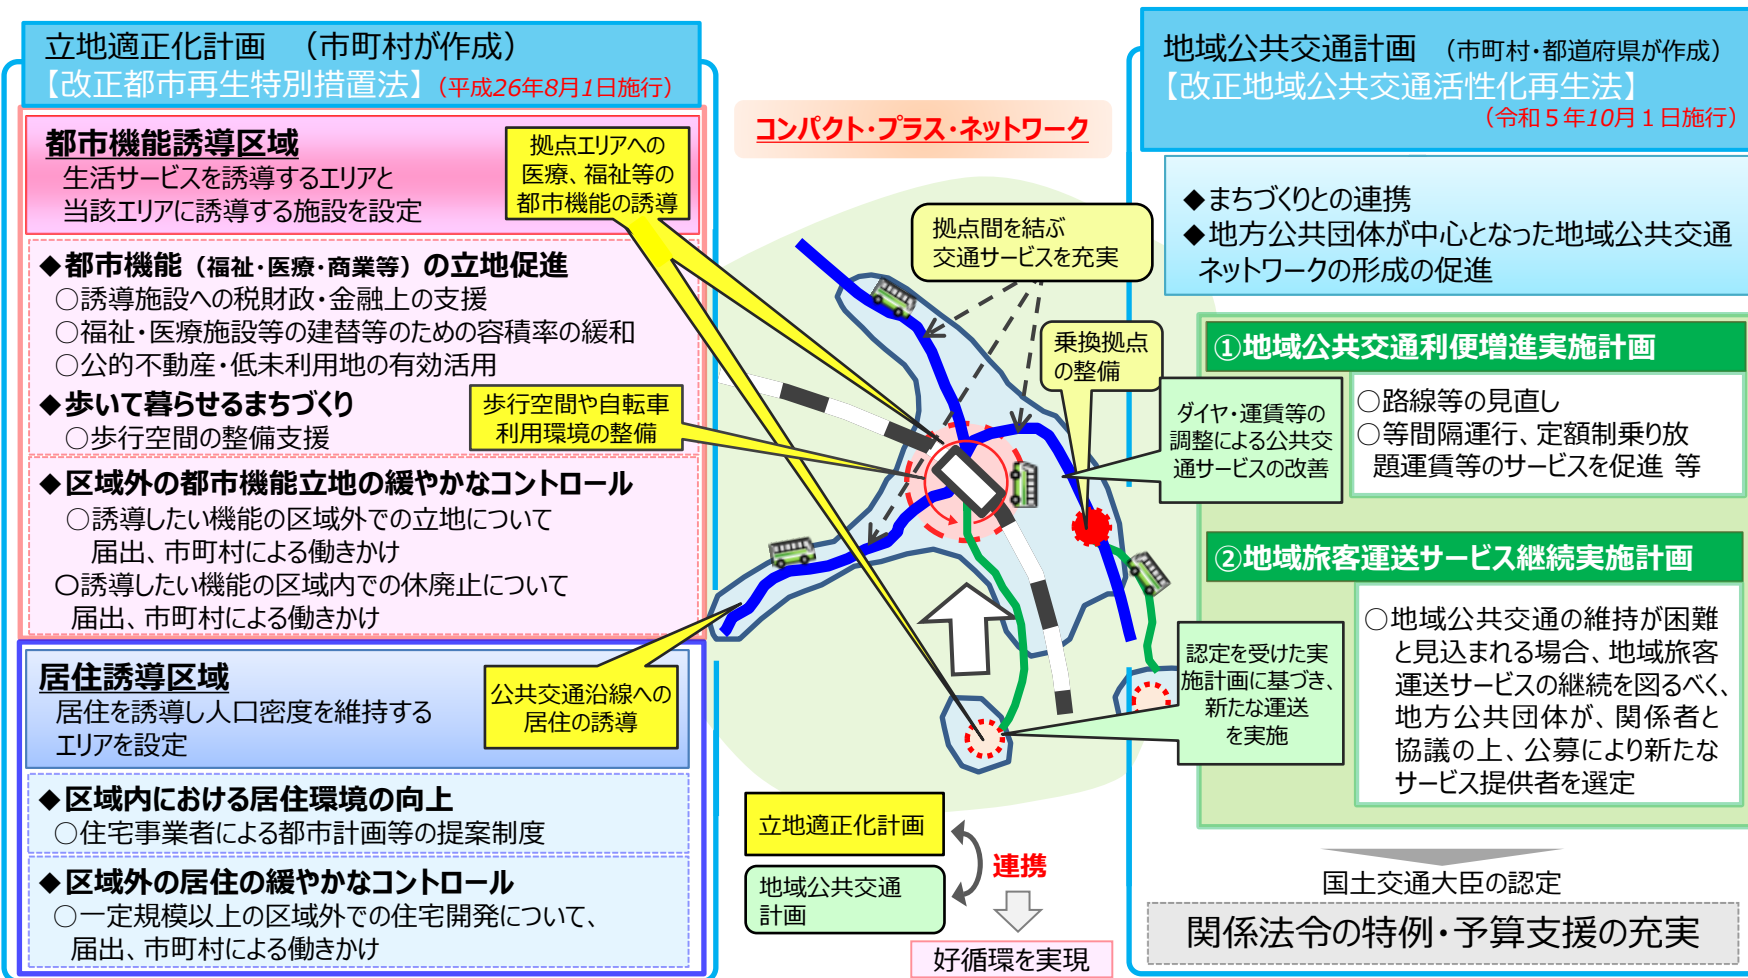 立地適正化計画 （市町村が作成）
【改正都市再生特別措置法】（平成26年8月1日施行）
都市機能誘導区域
生活サービスを誘導するエリアと
当該エリアに誘導する施設を設定
拠点エリアへの
医療、福祉等の
都市機能の誘導
◆都市機能（福祉・医療・商業等）の立地促進
○誘導施設への税財政・金融上の支援
○福祉・医療施設等の建替等のための容積率の緩和
○公的不動産・低未利用地の有効活用
◆歩いて暮らせるまちづくり
○歩行空間の整備支援
歩行空間や自転車
利用環境の整備
◆区域外の都市機能立地の緩やかなコントロール
○誘導したい機能の区域外での立地について
届出、市町村による働きかけ
○誘導したい機能の区域内での休廃止について
届出、市町村による働きかけ
居住誘導区域
居住を誘導し人口密度を維持する
エリアを設定
公共交通沿線への
居住の誘導
◆区域内における居住環境の向上
○住宅事業者による都市計画等の提案制度
◆区域外の居住の緩やかなコントロール
○一定規模以上の区域外での住宅開発について、
届出、市町村による働きかけ
コンパクト・プラス・ネットワーク
拠点間を結ぶ
交通サービスを充実
乗換拠点
の整備
ダイヤ・運賃等の
調整による公共交
通サービスの改善
認定を受けた実
施計画に基づき、
新たな運送
を実施
立地適正化計画
連携
地域公共交通
計画
好循環を実現
地域公共交通計画 （市町村・都道府県が作成）
【改正地域公共交通活性化再生法】
（令和５年10月１日施行）
◆まちづくりとの連携
◆地方公共団体が中心となった地域公共交通
ネットワークの形成の促進
①地域公共交通利便増進実施計画
○路線等の見直し
○等間隔運行、定額制乗り放
題運賃等のサービスを促進 等
②地域旅客運送サービス継続実施計画
○地域公共交通の維持が困難
と見込まれる場合、地域旅客
運送サービスの継続を図るべく、
地方公共団体が、関係者と
協議の上、公募により新たな
サービス提供者を選定
国土交通大臣の認定
関係法令の特例・予算支援の充実